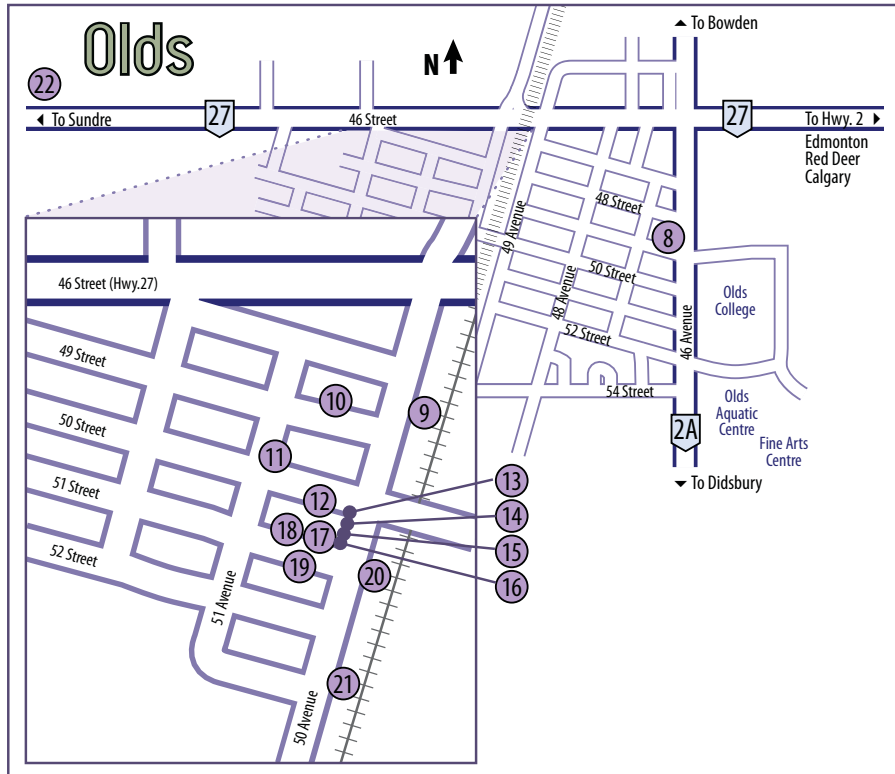 Olds
N
To Bowden
22
27
27
To Sundre
46 Street
To Hwy. 2
Edmonton
Red Deer
Calgary
48 Street
49 Avenue
8
50 Street
48 Avenue
52 Street
46 Avenue
Olds
College
54 Street
Olds
Aquatic
Centre
Fine Arts
Centre
2A
To Didsbury
46 Street (Hwy.27)
49 Street
10
9
50 Street
11
51 Street
12
13
14
18
17
15
52 Street
19
20
16
51 Avenue
21
50 Avenue